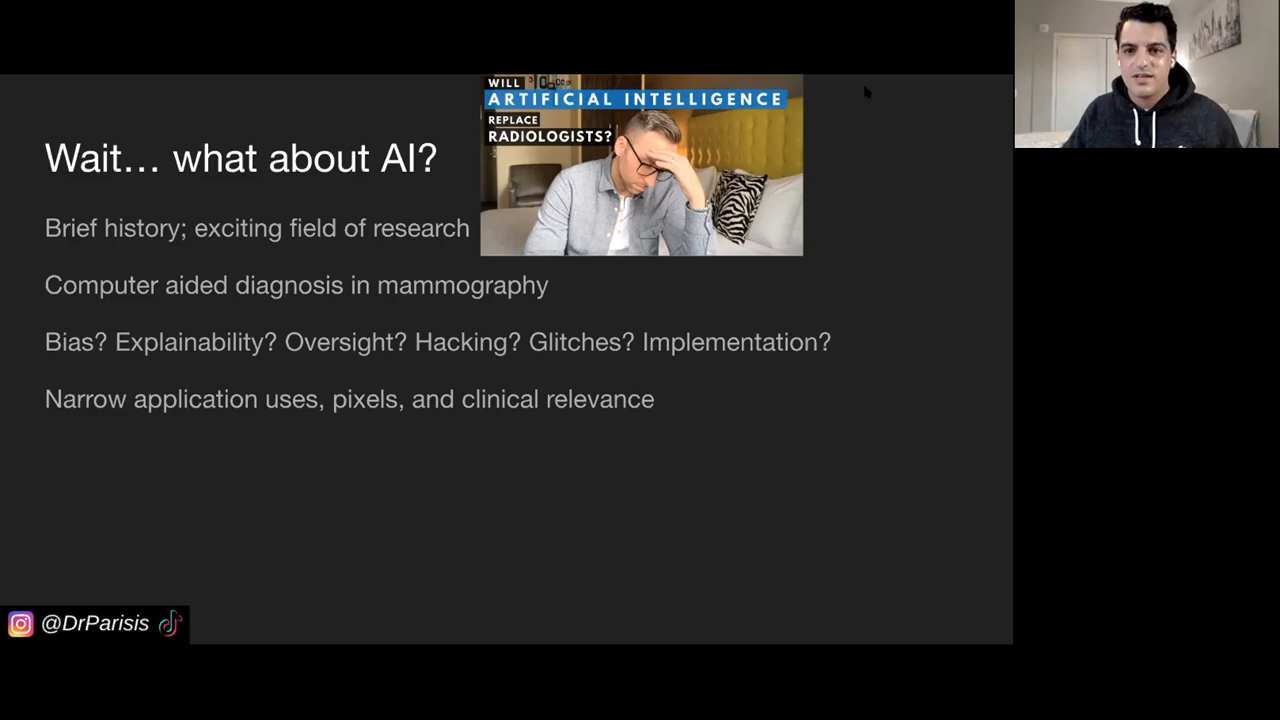 WILL
ARTIFICIAL INTELLIGENCE
REPLACE
RADIOLOGISTS?
Wait… what about AI?
Brief history; exciting field of research
Computer aided diagnosis in mammography
Bias? Explainability? Oversight? Hacking? Glitches? Implementation?
Narrow application uses, pixels, and clinical relevance
@DrParisis